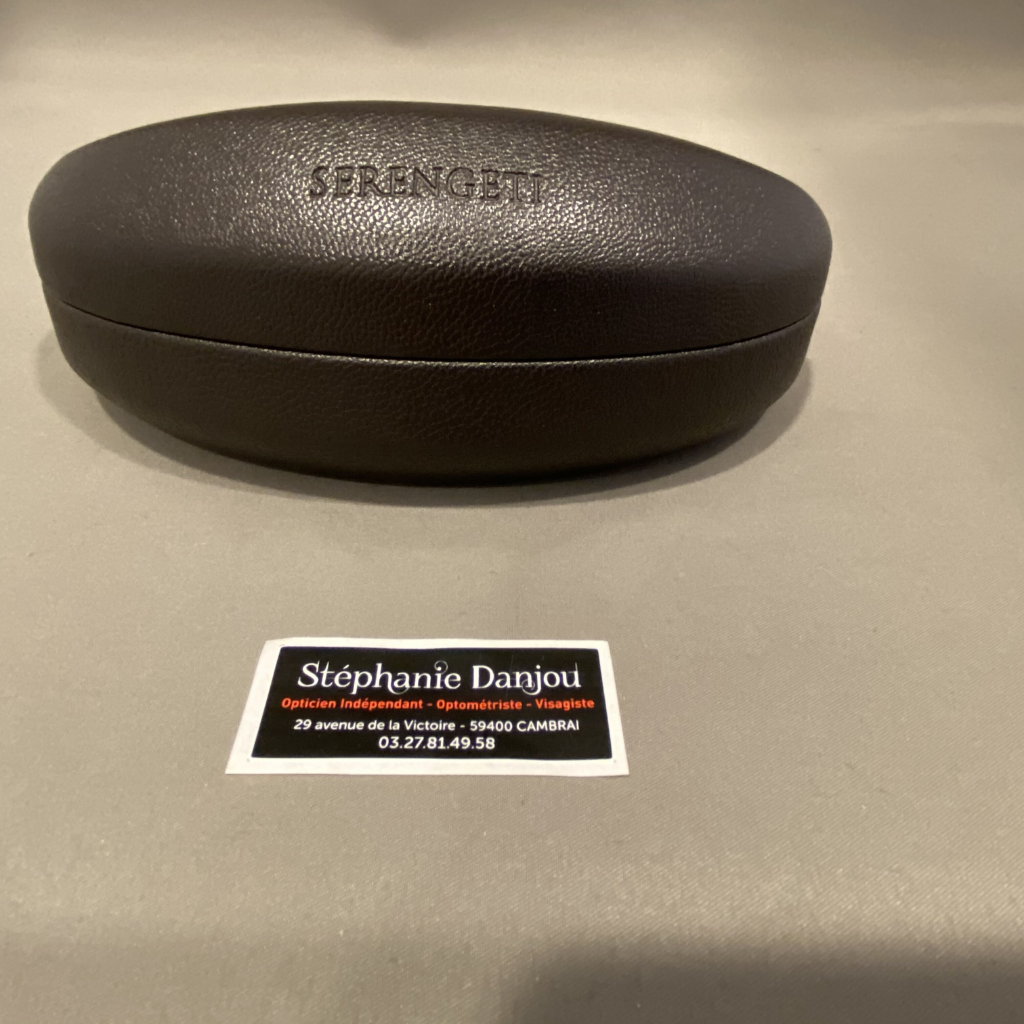 SERENGETI
Stéphanie Danjou
Opticien Indépendant - Optométriste - Visagiste
29 avenue de la Victoire - 59400 CAMBRAI
03.27.81.49.58